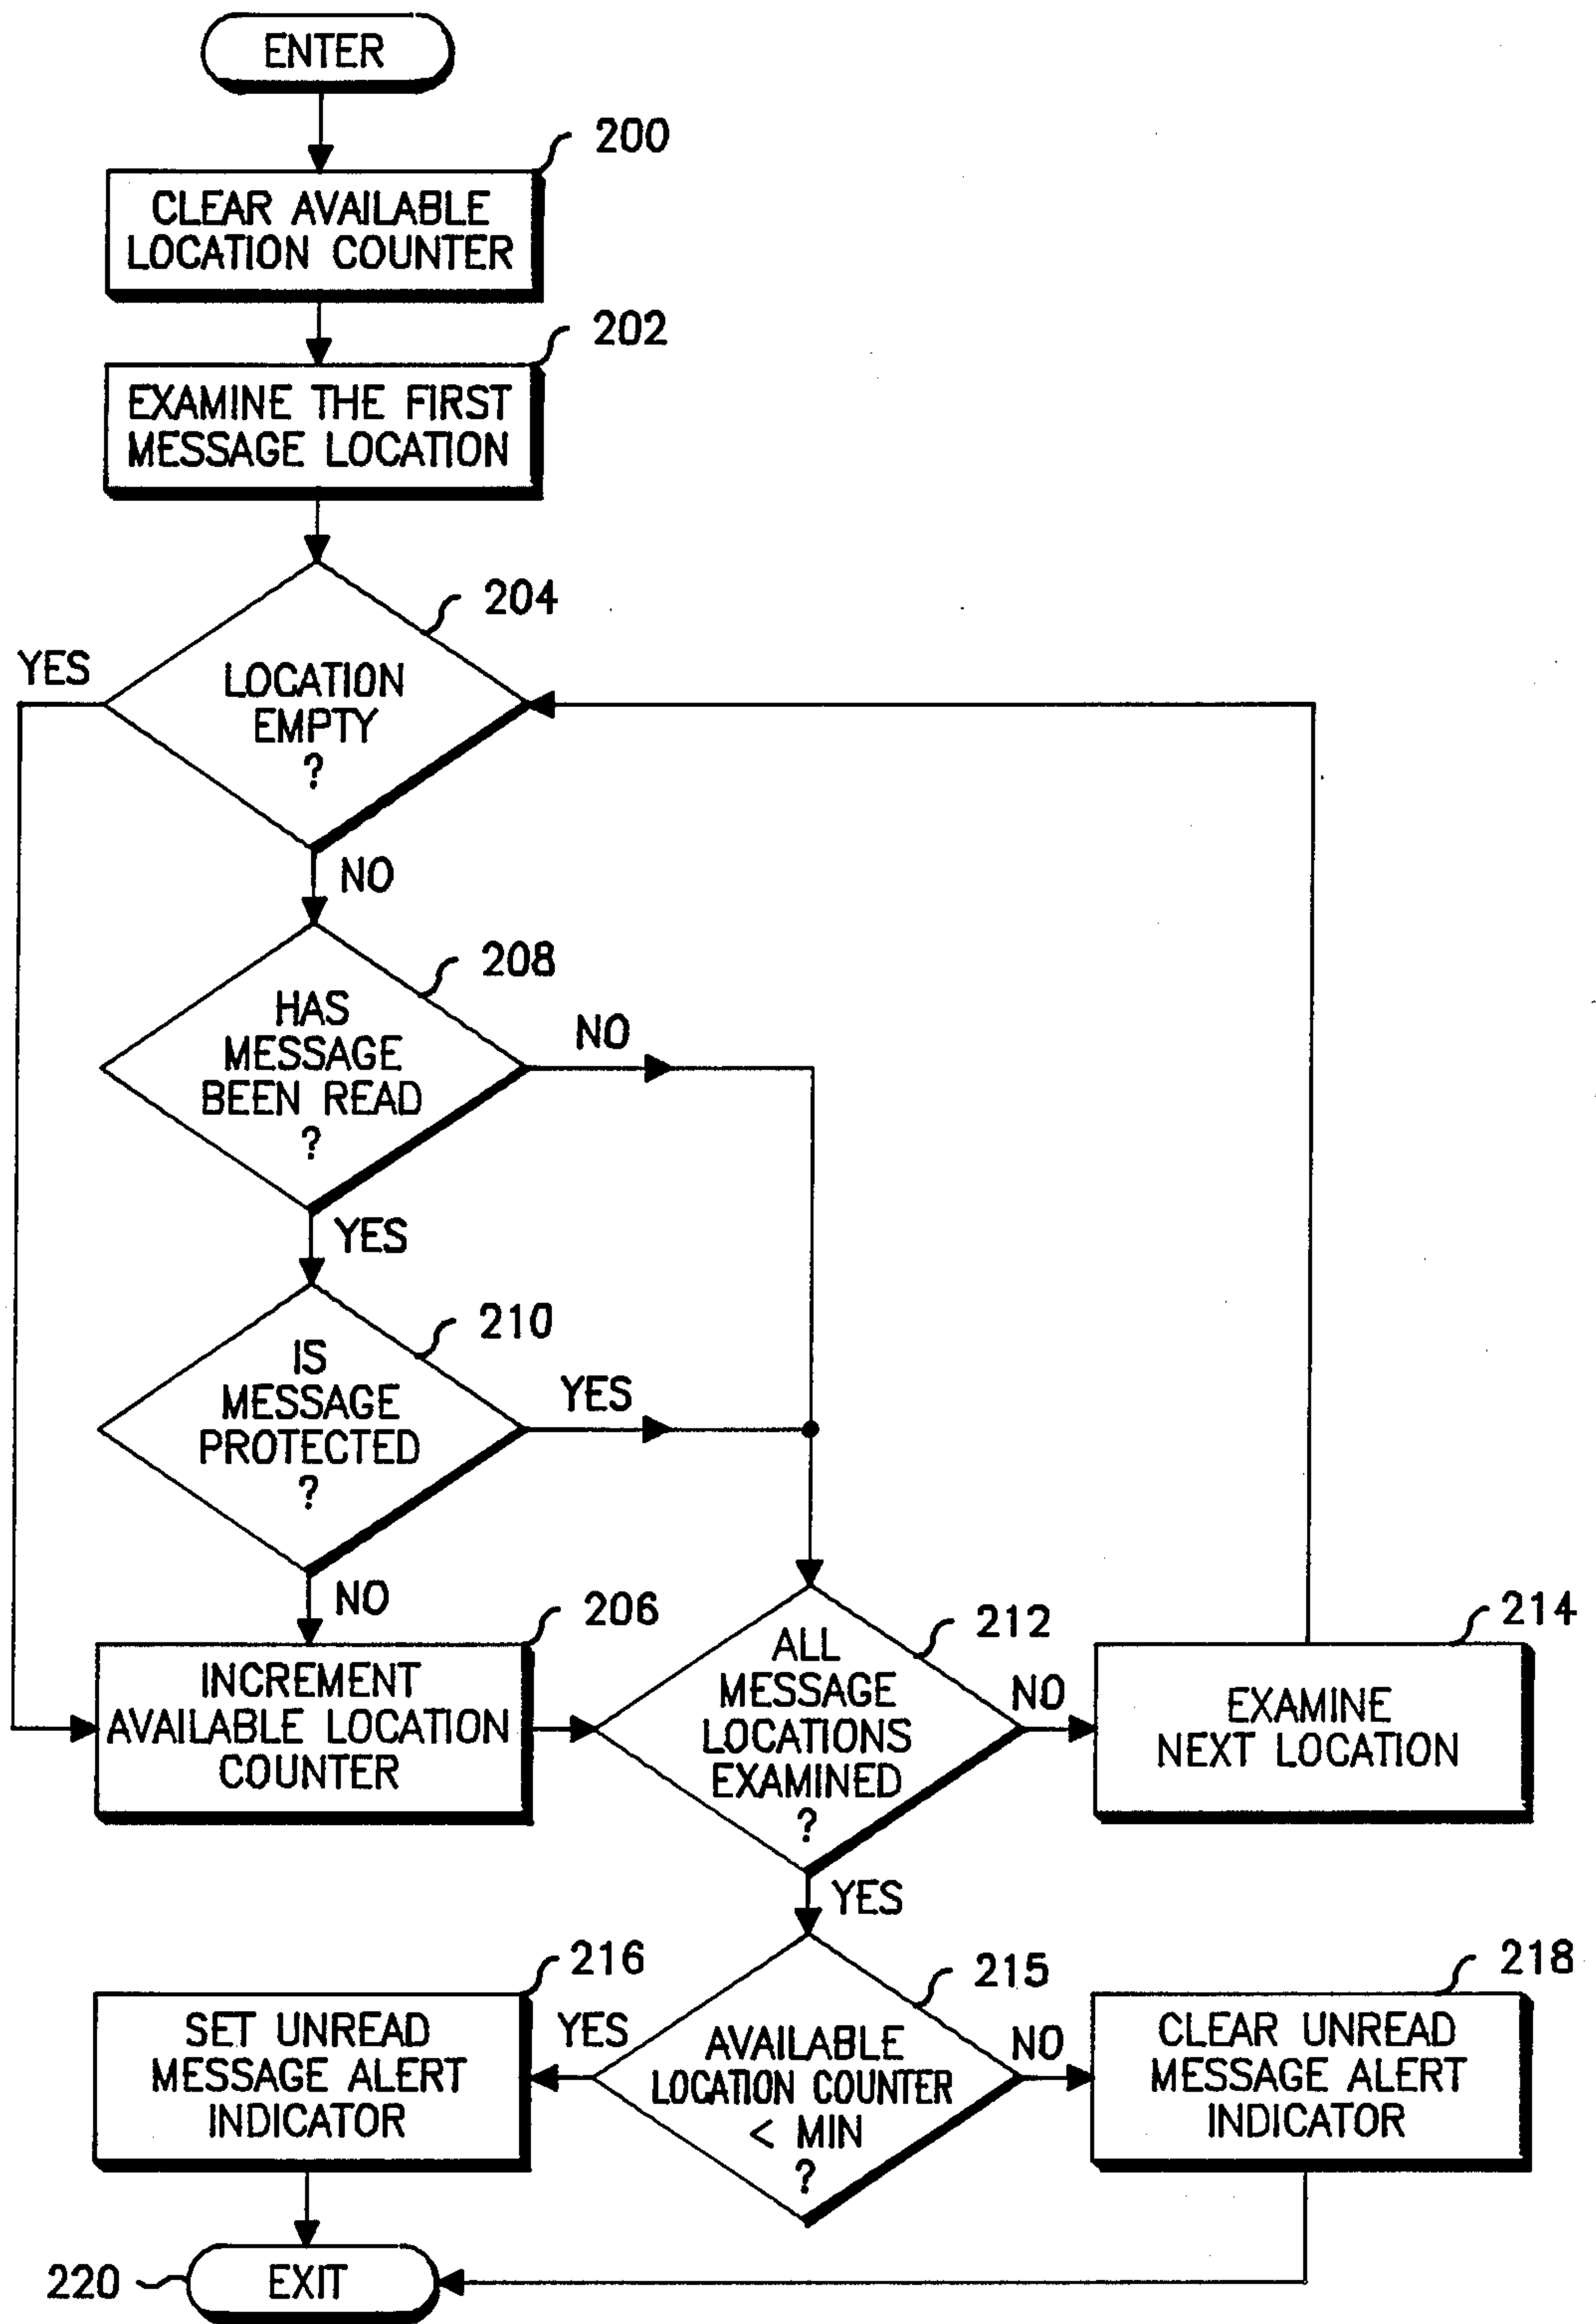 ENTER
200
CLEAR AVAILABLE
LOCATION COUNTER
202
EXAMINE THE FIRST
MESSAGE LOCATION
204
YES
LOCATION
EMPTY
?
NO
208
HAS
MESSAGE
BEEN READ
?
NO
YES
210
IS
MESSAGE
PROTECTED
?
YES
NO
206
INCREMENT
AVAILABLE LOCATION
COUNTER
212
ALL
MESSAGE
LOCATIONS
EXAMINED
?
NO
214
EXAMINE
NEXT LOCATION
YES
216
SET UNREAD
MESSAGE ALERT
INDICATOR
YES
215
AVAILABLE
LOCATION COUNTER
< MIN
?
NO
218
CLEAR UNREAD
MESSAGE ALERT
INDICATOR
220
EXIT